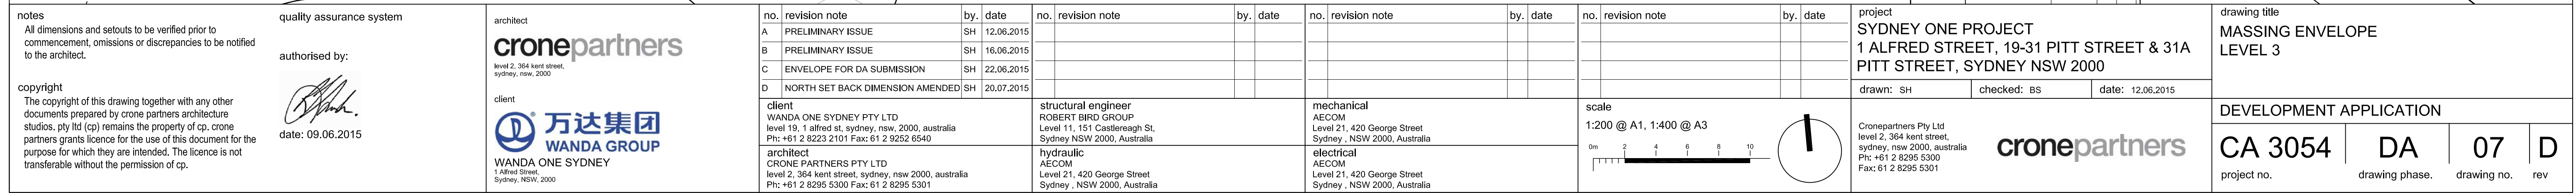 notes
All dimensions and setouts to be verified prior to
commencement, omissions or discrepancies to be notified
to the architect.
copyright
The copyright of this drawing together with any other
documents prepared by crone partners architecture
studios. pty ltd (cp) remains the property of cp. crone
partners grants licence for the use of this document for the
purpose for which they are intended. The licence is not
transferable without the permission of cp.
quality assurance system
authorised by:
date: 09.06.2015
architect
cronepartners
level 2, 364 kent street,
sydney, nsw, 2000
client
万达集团
WANDA GROUP
WANDA ONE SYDNEY
1 Alfred Street,
Sydney, NSW, 2000
no. revision note by. date
A PRELIMINARY ISSUE SH 12.06.2015
B PRELIMINARY ISSUE SH 16.06.2015
C ENVELOPE FOR DA SUBMISSION SH 22.06.2015
D NORTH SET BACK DIMENSION AMENDED SH 20.07.2015
no. revision note by. date
no. revision note by. date
no. revision note by. date
client
WANDA ONE SYDNEY PTY LTD
level 19, 1 alfred st, sydney, nsw, 2000, australia
Ph: +61 2 8223 2101 Fax: 61 2 9252 6540
architect
CRONE PARTNERS PTY LTD
level 2, 364 kent street, sydney, nsw 2000, australia
Ph: +61 2 8295 5300 Fax: 61 2 8295 5301
structural engineer
ROBERT BIRD GROUP
Level 11, 151 Castlereagh St,
Sydney NSW 2000, Australia
hydraulic
AECOM
Level 21, 420 George Street
Sydney , NSW 2000, Australia
mechanical
AECOM
Level 21, 420 George Street
Sydney , NSW 2000, Australia
electrical
AECOM
Level 21, 420 George Street
Sydney , NSW 2000, Australia
scale
1:200 @ A1, 1:400 @ A3
0m 2 4 6 8 10
project
SYDNEY ONE PROJECT
1 ALFRED STREET, 19-31 PITT STREET & 31A
PITT STREET, SYDNEY NSW 2000
drawn: SH checked: BS date: 12.06.2015
Cronepartners Pty Ltd
level 2, 364 kent street,
sydney, nsw 2000, australia
Ph: +61 2 8295 5300
Fax: 61 2 8295 5301
cronepartners
drawing title
MASSING ENVELOPE
LEVEL 3
DEVELOPMENT APPLICATION
CA 3054 DA 07 D
project no. drawing phase. drawing no. rev